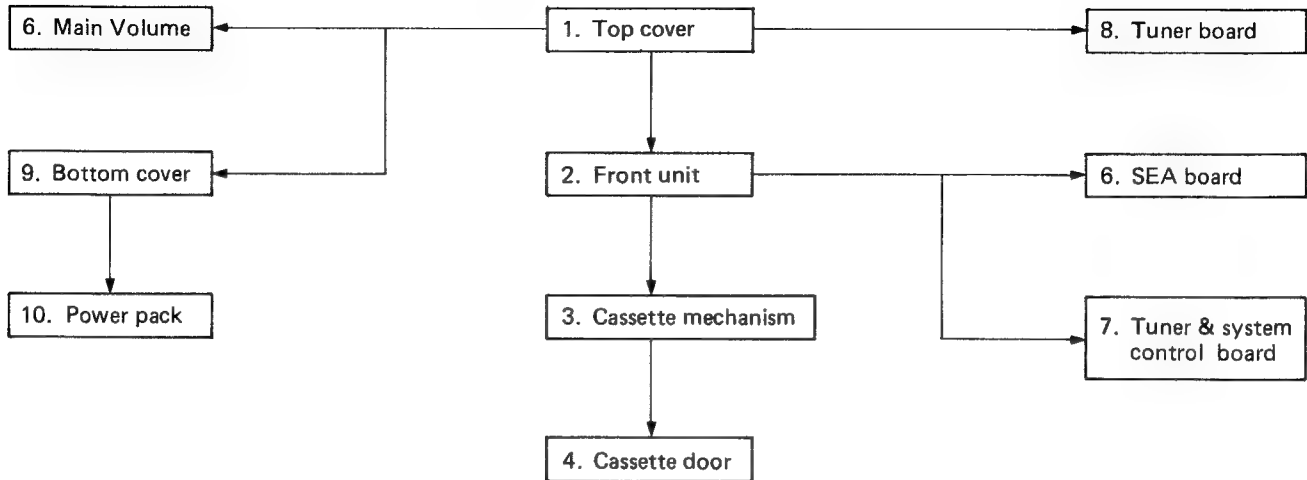 6. Main Volume
1. Top cover
8. Tuner board
9. Bottom cover
2. Front unit
6. SEA board
10. Power pack
3. Cassette mechanism
7. Tuner & system
control board
4. Cassette door